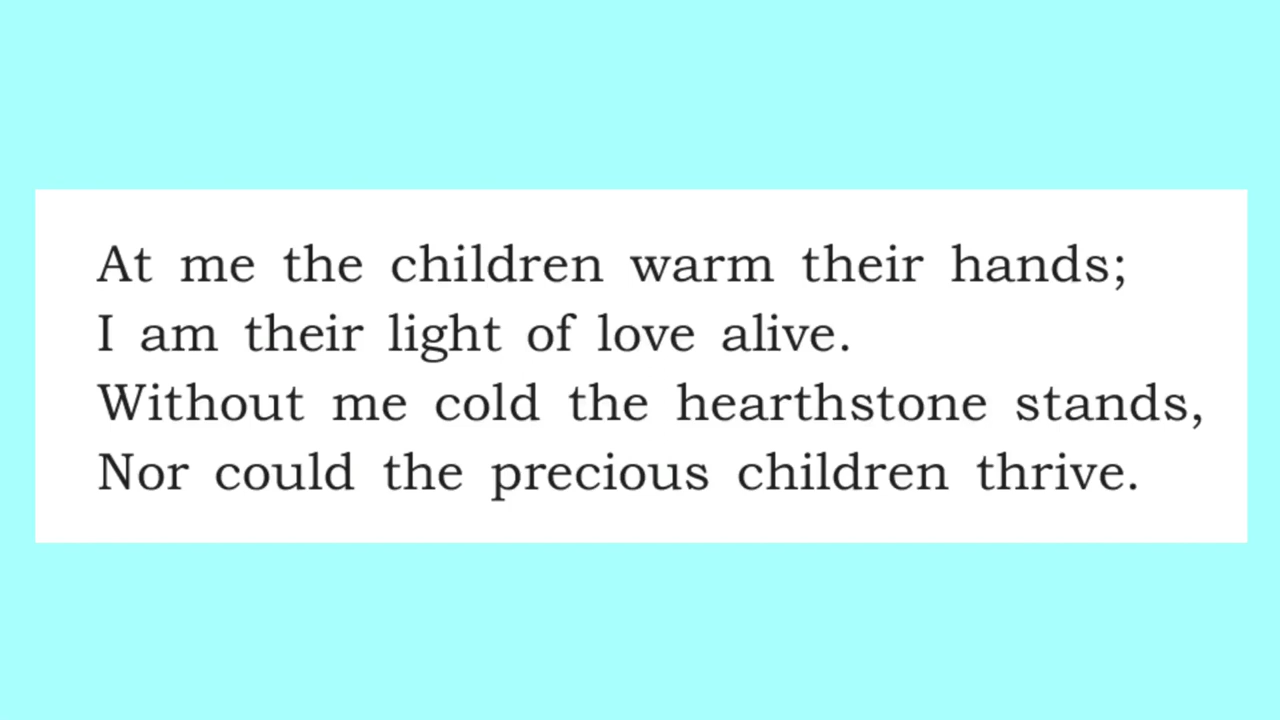 At me the children warm their hands;
I am their light of love alive.
Without me cold the hearthstone stands,
Nor could the precious children thrive.